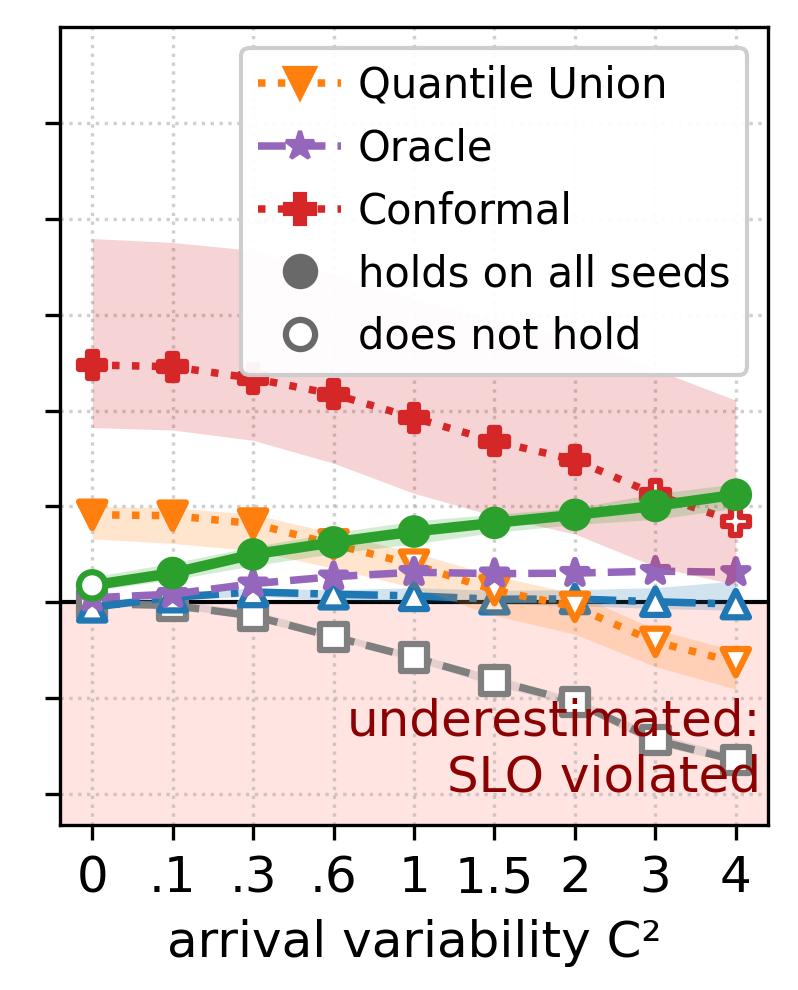 Quantile Union
Oracle
Conformal
holds on all seeds
does not hold
underestimated:
SLO violated
0 .1 .3 .6 1 1.5 2 3 4
arrival variability C²